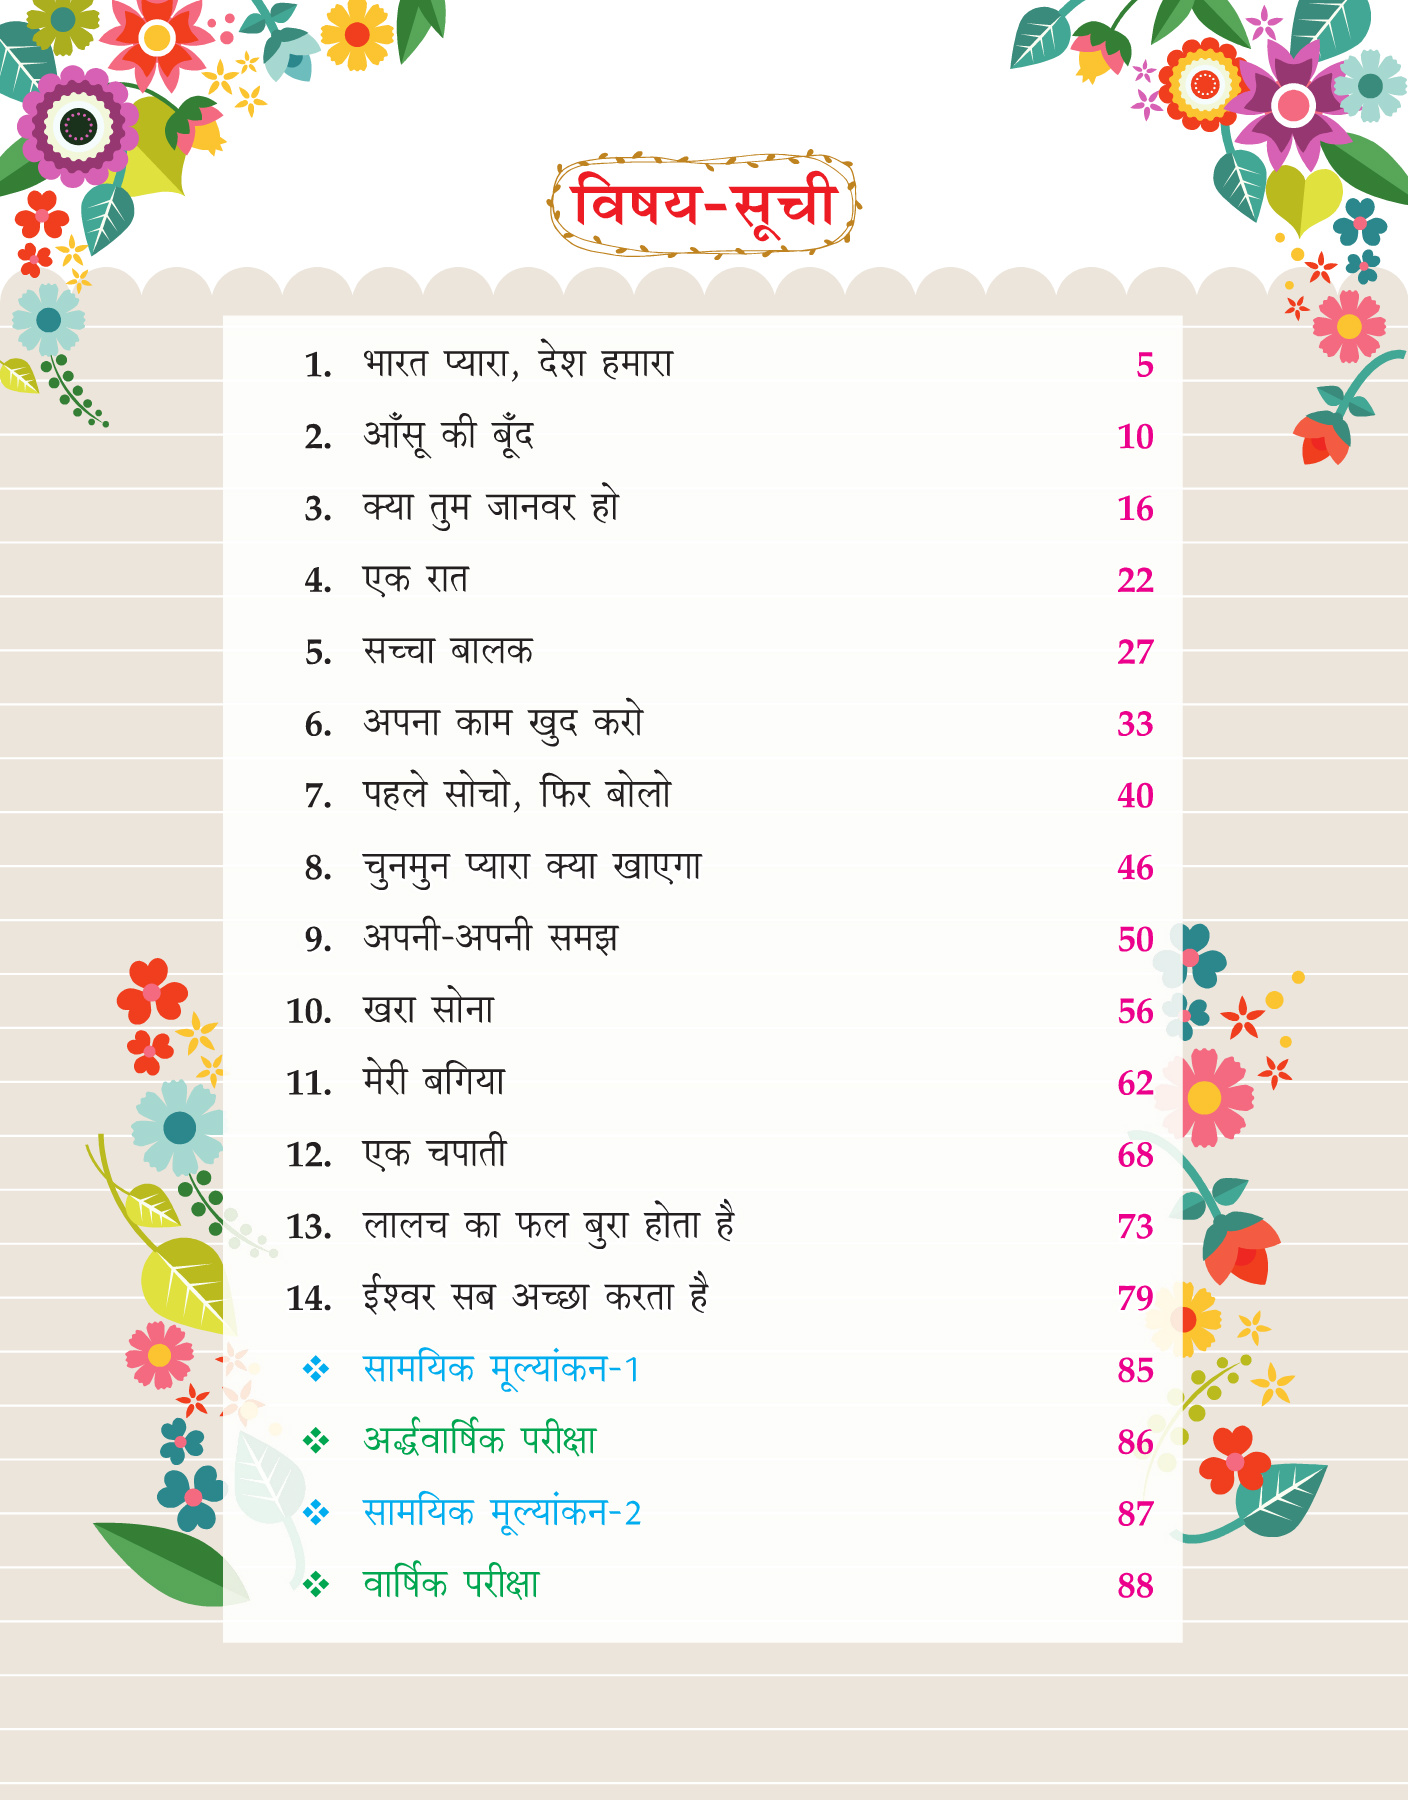 विषय-सूची
1. भारत प्यारा, देश हमारा 5
2. आँसू की बूँद 10
3. क्या तुम जानवर हो 16
4. एक रात 22
5. सच्चा बालक 27
6. अपना काम खुद करो 33
7. पहले सोचो, फिर बोलो 40
8. चुनमुन प्यारा क्या खाएगा 46
9. अपनी-अपनी समझ 50
10. खरा सोना 56
11. मेरी बगिया 62
12. एक चपाती 68
13. लालच का फल बुरा होता है 73
14. ईश्वर सब अच्छा करता है 79
❖ सामयिक मूल्यांकन-1 85
❖ अर्द्धवार्षिक परीक्षा 86
❖ सामयिक मूल्यांकन-2 87
❖ वार्षिक परीक्षा 88